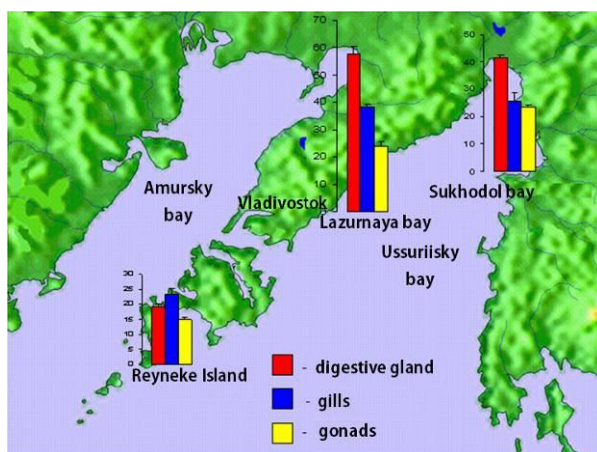 70
60
50
40
30
20
10
0
50
40
30
20
10
0
Amursky
bay
Vladivostok
Lazurnaya bay
Sukhodol bay
Ussuriisky
bay
30
25
20
15
10
5
0
Reyneke Island
- digestive gland
- gills
- gonads